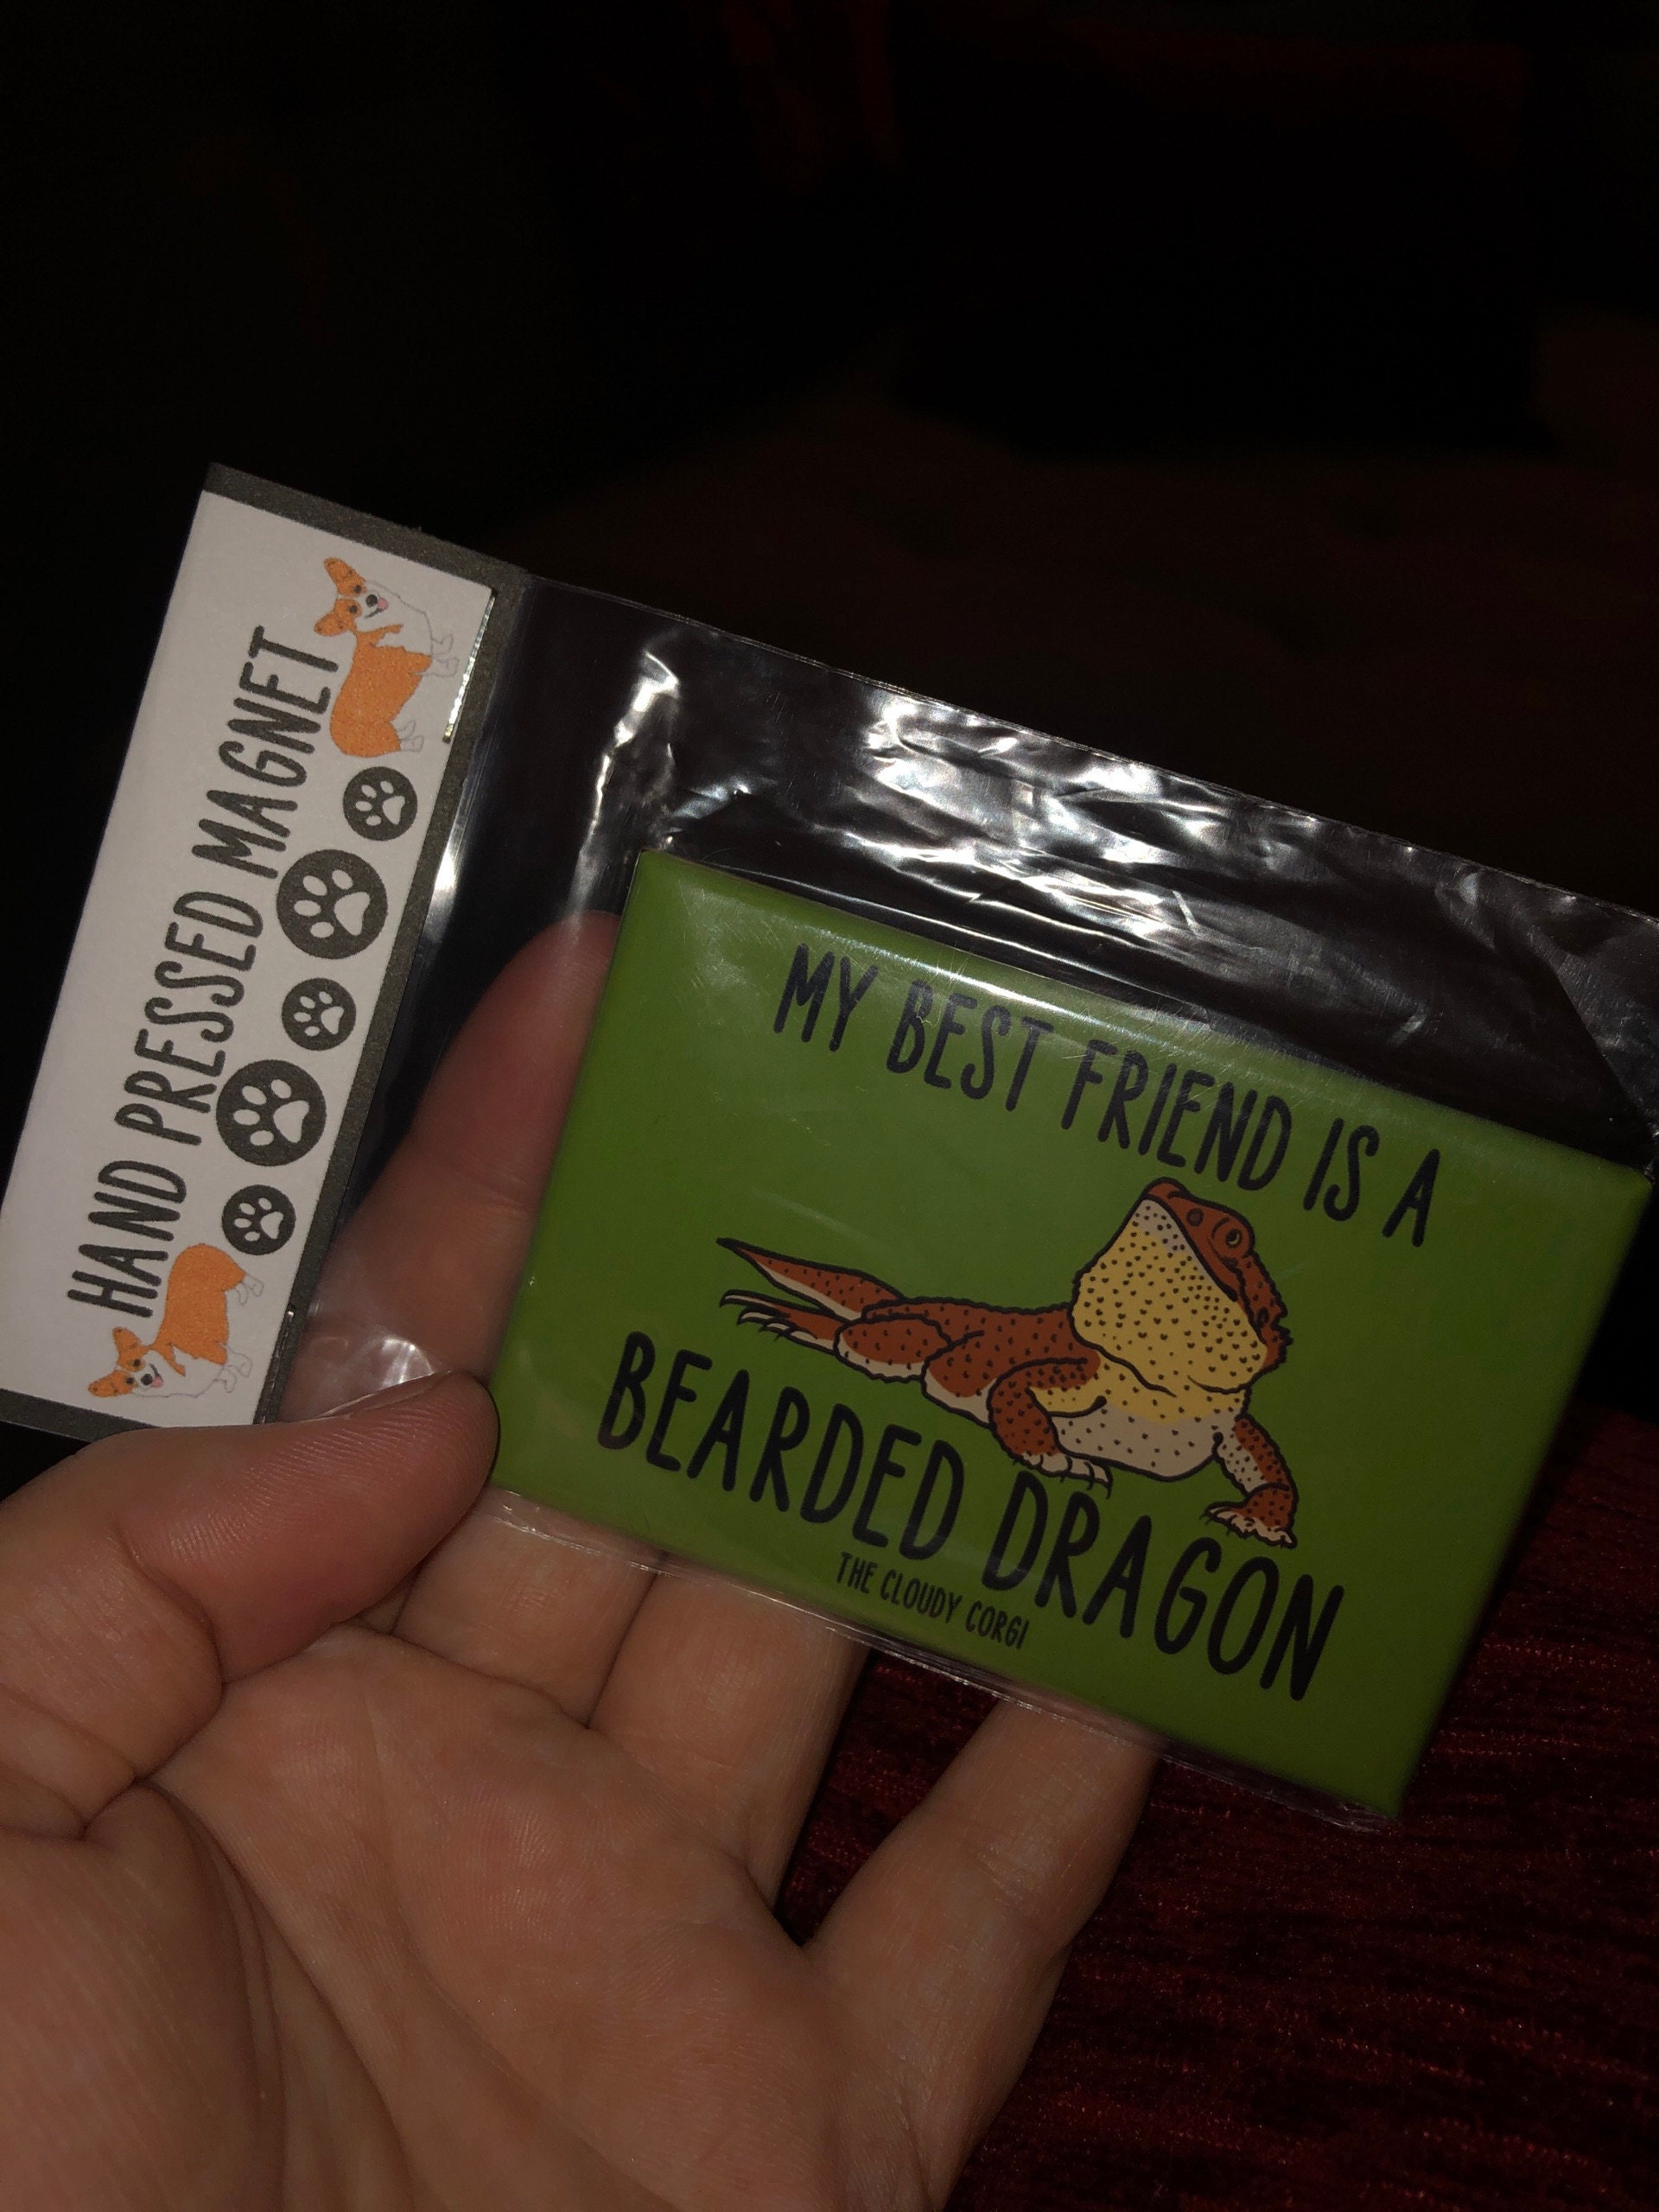 HAND PRESSED MAGNET
MY BEST FRIEND IS A
BEARDED DRAGON
THE CLOUDY CORGI